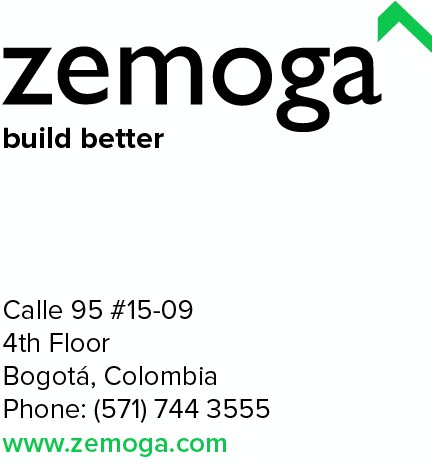 zemoga
build better
Calle 95 #15-09
4th Floor
Bogotá, Colombia
Phone: (571) 744 3555
www.zemoga.com